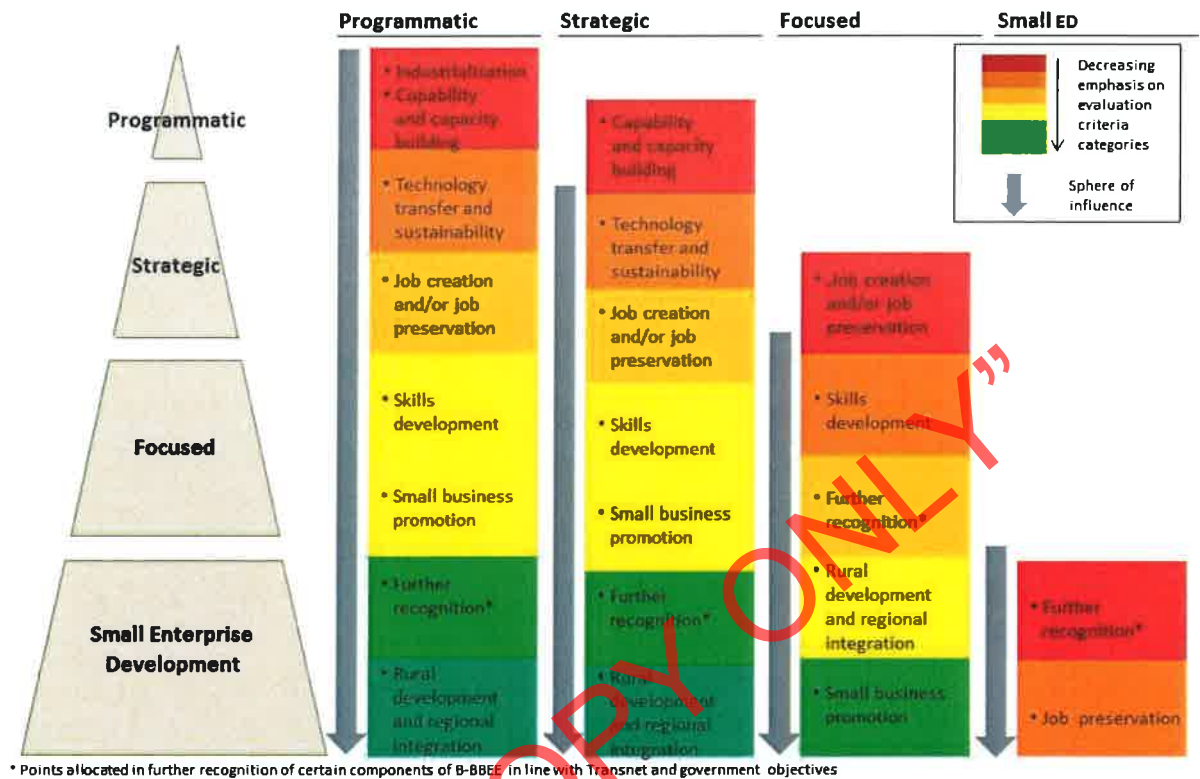 Programmatic
Strategic
Focused
Small ED
Programmatic
Strategic
Focused
Small Enterprise
Development
• Industrialisation
• Capability
and capacity
building
• Technology
transfer and
sustainability
• Job creation
and/or job
preservation
• Skills
development
• Small business
promotion
• Further
recognition*
• Rural
development
and regional
integration
• Capability
and capacity
building
• Technology
transfer and
sustainability
• Job creation
and/or job
preservation
• Skills
development
• Small business
promotion
• Further
recognition*
• Rural
development
and regional
integration
• Job creation
and/or job
preservation
• Skills
development
• Further
recognition*
• Rural
development
and regional
integration
• Small business
promotion
• Further
recognition*
• Job preservation
Decreasing
emphasis on
evaluation
criteria
categories
Sphere of
influence
OPY ONLY”
* Points allocated in further recognition of certain components of B-BBEE in line with Transnet and government objectives